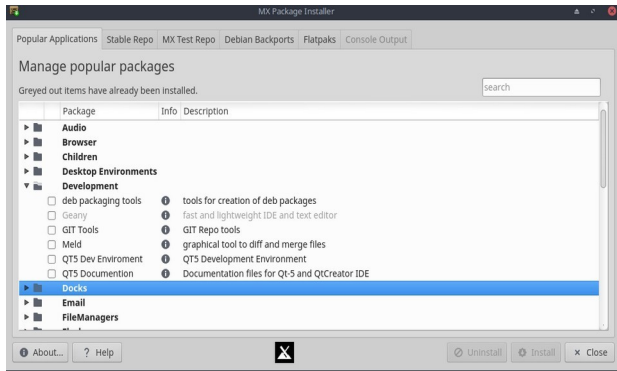 MX Package Installer
Popular Applications Stable Repo MX Test Repo Debian Backports Flatpaks Console Output
Manage popular packages
Greyed out items have already been installed.
search
Package Info Description
Audio
Browser
Children
Desktop Environments
Development
deb packaging tools tools for creation of deb packages
Geany fast and lightweight IDE and text editor
GIT Tools GIT Repo tools
Meld graphical tool to diff and merge files
QT5 Dev Enviroment QT5 Development Environment
QT5 Documention Documentation files for Qt-5 and QtCreator IDE
Docks
Email
FileManagers
About... ? Help Uninstall Install Close